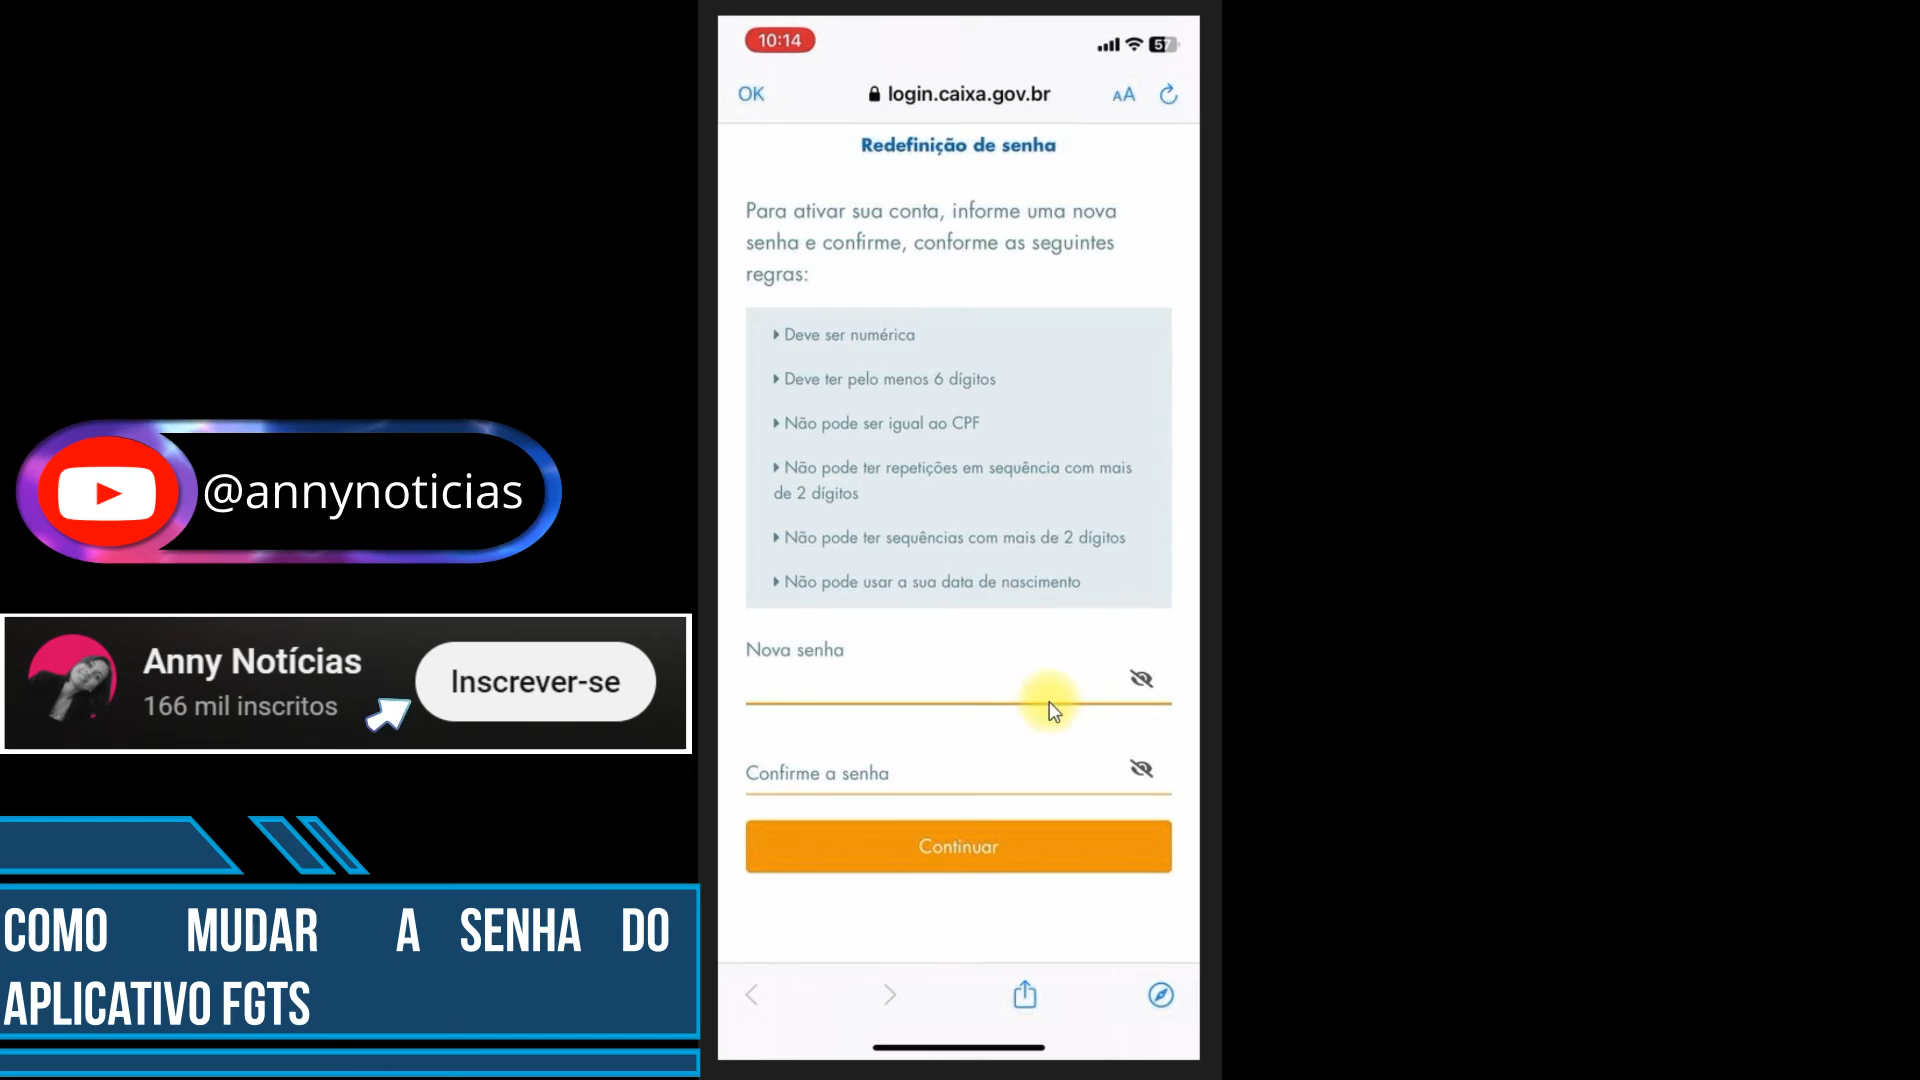 @annynoticias
Anny Notícias
166 mil inscritos
Inscrever-se
COMO MUDAR A SENHA DO
APLICATIVO FGTS
10:14
57
OK
login.caixa.gov.br
AA
Redefinição de senha
Para ativar sua conta, informe uma nova
senha e confirme, conforme as seguintes
regras:
Deve ser numérica
Deve ter pelo menos 6 dígitos
Não pode ser igual ao CPF
Não pode ter repetições em sequência com mais
de 2 dígitos
Não pode ter sequências com mais de 2 dígitos
Não pode usar a sua data de nascimento
Nova senha
Confirme a senha
Continuar